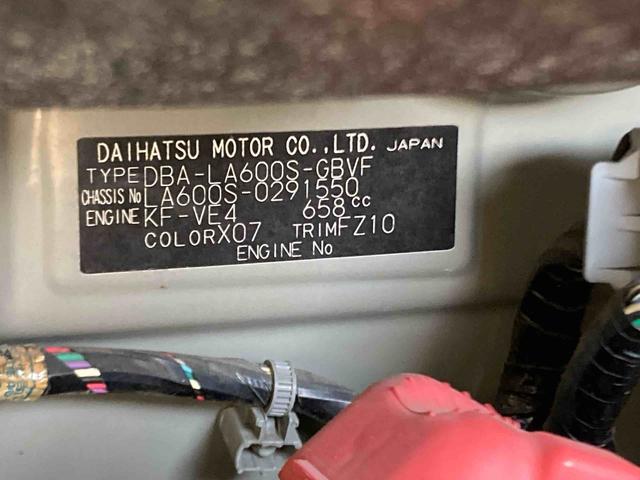 DAIHATSU MOTOR CO.,LTD. JAPAN
TYPE DBA-LA600S-GBVF
CHASSIS No LA600S-0291550
ENGINE KF-VE4 658cc
COLOR X07 TRIM FZ10
ENGINE No